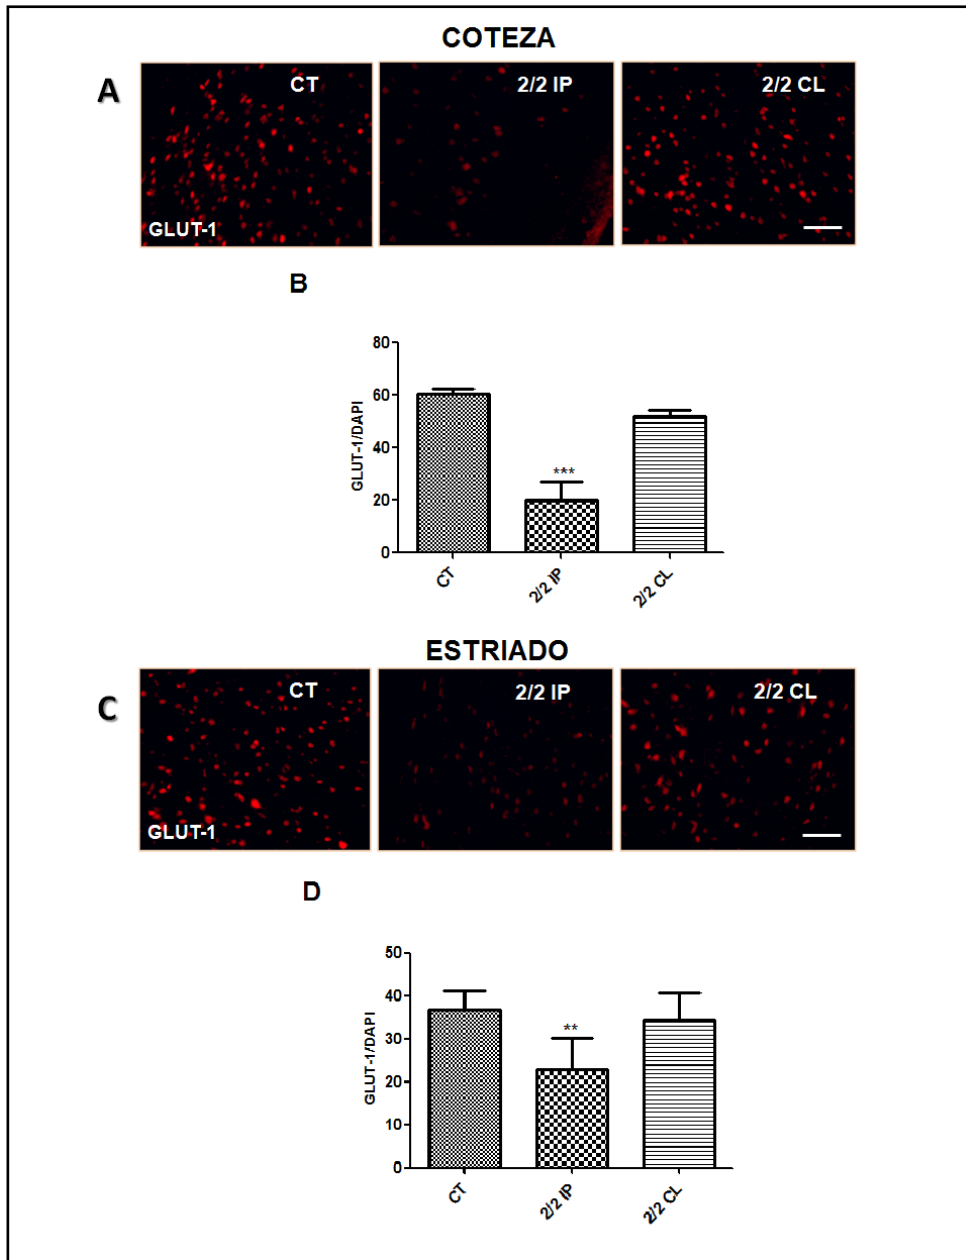 COTEZA
A
CT
2/2 IP
2/2 CL
GLUT-1
B
80
60
40
20
0
GLUT-1/DAPI
***
CT
2/2 IP
2/2 CL
ESTRIADO
C
CT
2/2 IP
2/2 CL
GLUT-1
D
50
40
30
20
10
0
GLUT-1/DAPI
**
CT
2/2 IP
2/2 CL